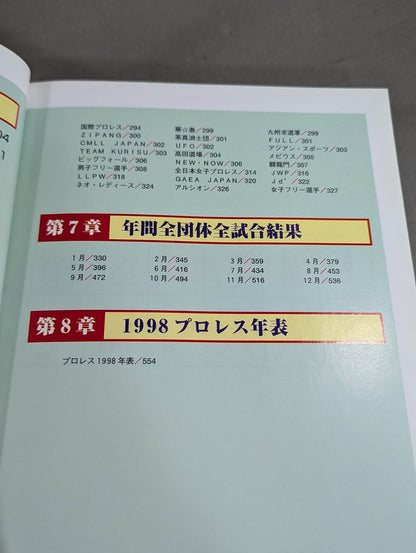 04
1
国際プロレス/294 華☆激/299 九州求道軍/299
ZIPANG/300 革真浪士団/301 FULL/301
CMLL JAPAN/302 UFO/302 アジアン・スポーツ/303
TEAM KURISU/303 高田道場/304 メビウス/305
ビッグフォール/306 NEW・NOW/306 闘龍門/307
男子フリー選手/308 全日本女子プロレス/314 JWP/316
LLPW/318 GAEA JAPAN/320 Jd'/322
ネオ・レディース/324 アルシオン/326 女子フリー選手/327
第7章 年間全団体全試合結果
1月/330 2月/345 3月/359 4月/379
5月/396 6月/416 7月/434 8月/453
9月/472 10月/494 11月/516 12月/536
第8章 1998プロレス年表
プロレス1998年表/554